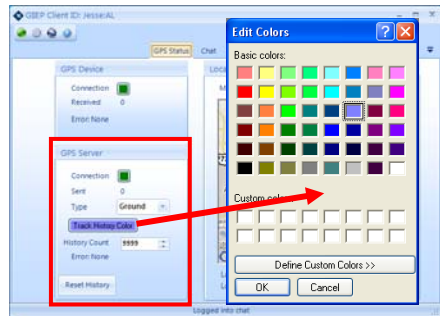 GIEP Client ID: Jesse:AL
GPS Status Chat
GPS Device
Connection
Received 0
Error: None
GPS Server
Connection
Sent 0
Type Ground
Track History Color
History Count 9999
Error: None
Reset History
Logged into chat
Edit Colors
Basic colors:
Custom colors:
Define Custom Colors >>
OK Cancel